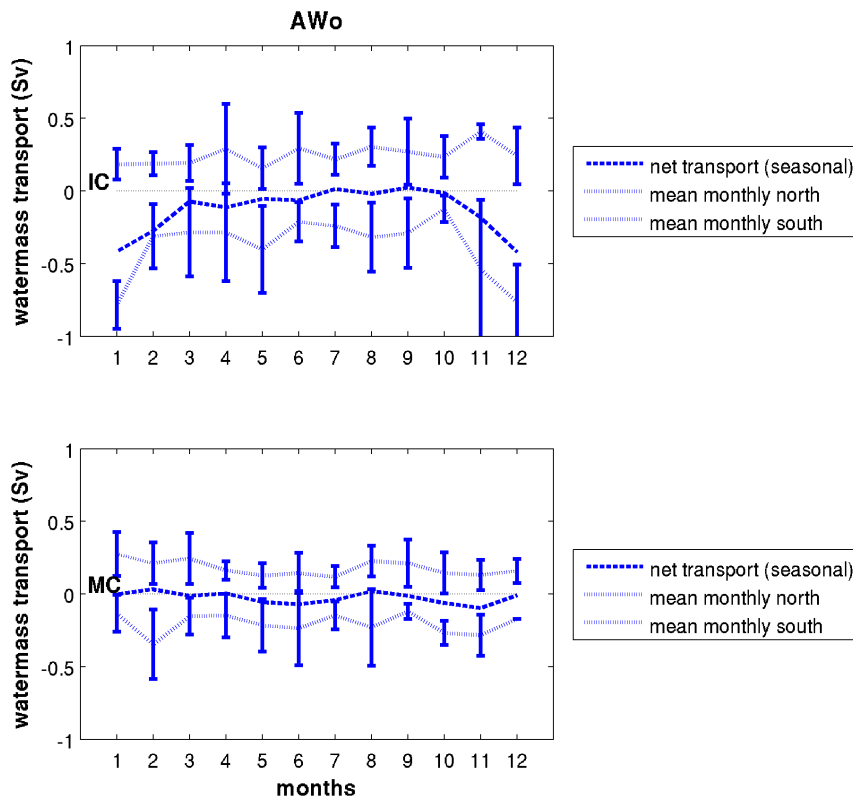 AWo
watermass transport (Sv)
1
0.5
0
-0.5
-1
IC
1 2 3 4 5 6 7 8 9 10 11 12
net transport (seasonal)
mean monthly north
mean monthly south
watermass transport (Sv)
1
0.5
0
-0.5
-1
MC
1 2 3 4 5 6 7 8 9 10 11 12
months
net transport (seasonal)
mean monthly north
mean monthly south